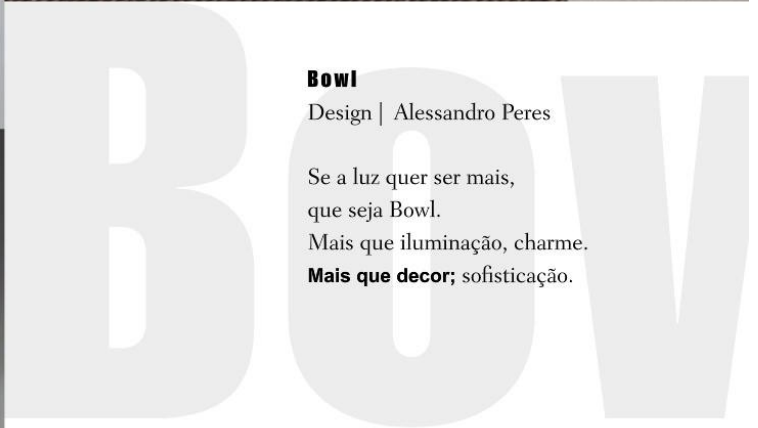 Bowl
Design | Alessandro Peres
Se a luz quer ser mais,
que seja Bowl.
Mais que iluminação, charme.
Mais que decor; sofisticação.
Bow